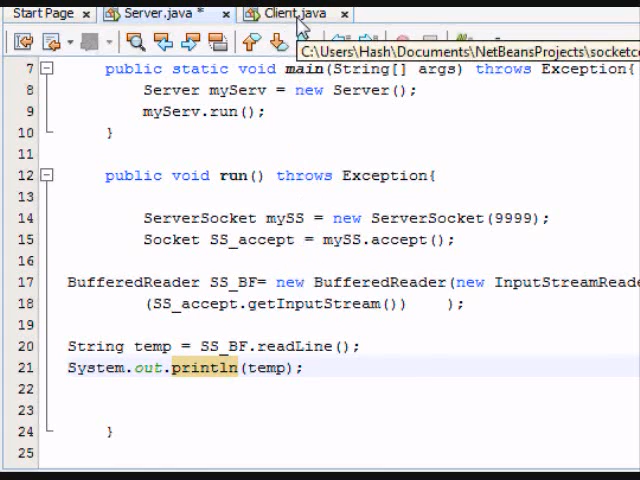 Start Page x Server.java * x Client.java x
C:\Users\Hash\Documents\NetBeansProjects\socketc
7 public static void main(String[] args) throws Exception{
8 Server myServ = new Server();
9 myServ.run();
10 }
11
12 public void run() throws Exception{
13
14 ServerSocket mySS = new ServerSocket(9999);
15 Socket SS_accept = mySS.accept();
16
17 BufferedReader SS_BF= new BufferedReader(new InputStreamReade
18 (SS_accept.getInputStream()) );
19
20 String temp = SS_BF.readLine();
21 System.out.println(temp);
22
23
24 }
25